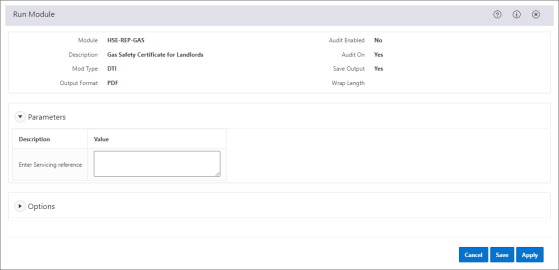 Run Module
Module HSE-REP-GAS Audit Enabled No
Description Gas Safety Certificate for Landlords Audit On Yes
Mod Type DTI Save Output Yes
Output Format PDF Wrap Length
Parameters
Description Value
Enter Servicing reference
Options
Cancel Save Apply